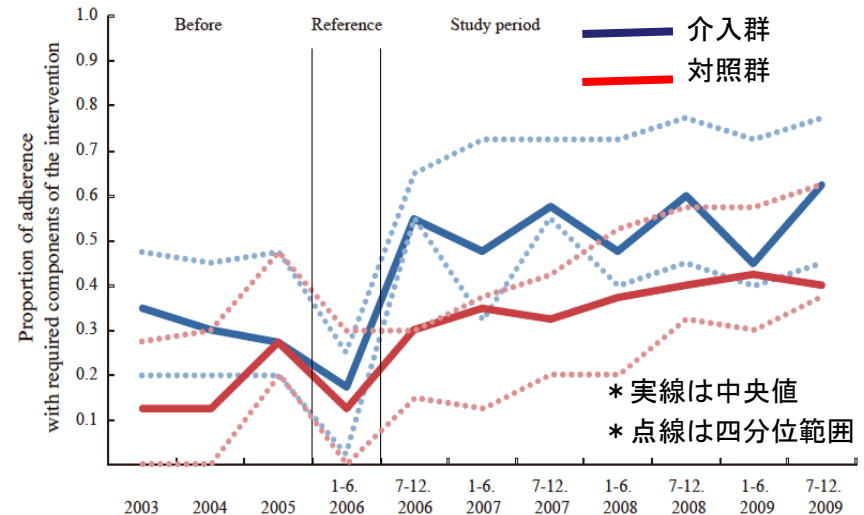 Before
Reference
Study period
介入群
対照群
Proportion of adherence
with required components of the intervention
1.0
0.9
0.8
0.7
0.6
0.5
0.4
0.3
0.2
0.1
＊実線は中央値
＊点線は四分位範囲
1-6. 7-12. 1-6. 7-12. 1-6. 7-12. 1-6. 7-12.
2003 2004 2005 2006 2006 2007 2007 2008 2008 2009 2009